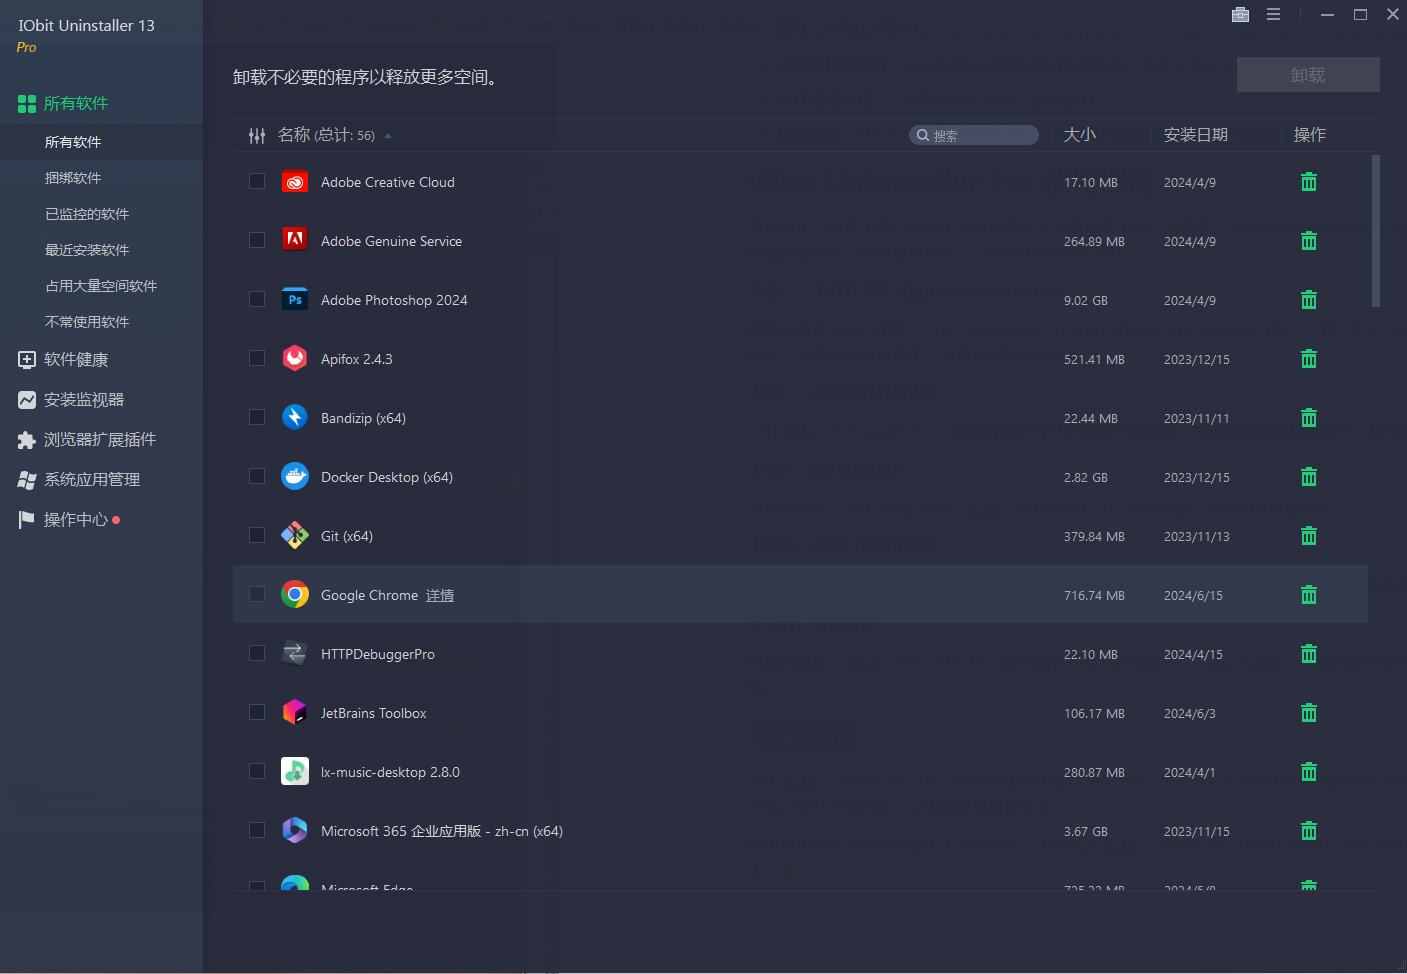 IObit Uninstaller 13
Pro
所有软件
所有软件
捆绑软件
已监控的软件
最近安装软件
占用大量空间软件
不常使用软件
软件健康
安装监视器
浏览器扩展插件
系统应用管理
操作中心
卸载不必要的程序以释放更多空间。
卸载
名称 (总计: 56) 搜索 大小 安装日期 操作
Adobe Creative Cloud 17.10 MB 2024/4/9
Adobe Genuine Service 264.89 MB 2024/4/9
Ps Adobe Photoshop 2024 9.02 GB 2024/4/9
Apifox 2.4.3 521.41 MB 2023/12/15
Bandizip (x64) 22.44 MB 2023/11/11
Docker Desktop (x64) 2.82 GB 2023/12/15
Git (x64) 379.84 MB 2023/11/13
Google Chrome 详情 716.74 MB 2024/6/15
HTTPDebuggerPro 22.10 MB 2024/4/15
JetBrains Toolbox 106.17 MB 2024/6/3
lx-music-desktop 2.8.0 280.87 MB 2024/4/1
Microsoft 365 企业应用版 - zh-cn (x64) 3.67 GB 2023/11/15
Microsoft Edge 725.22 MB 2024/5/8